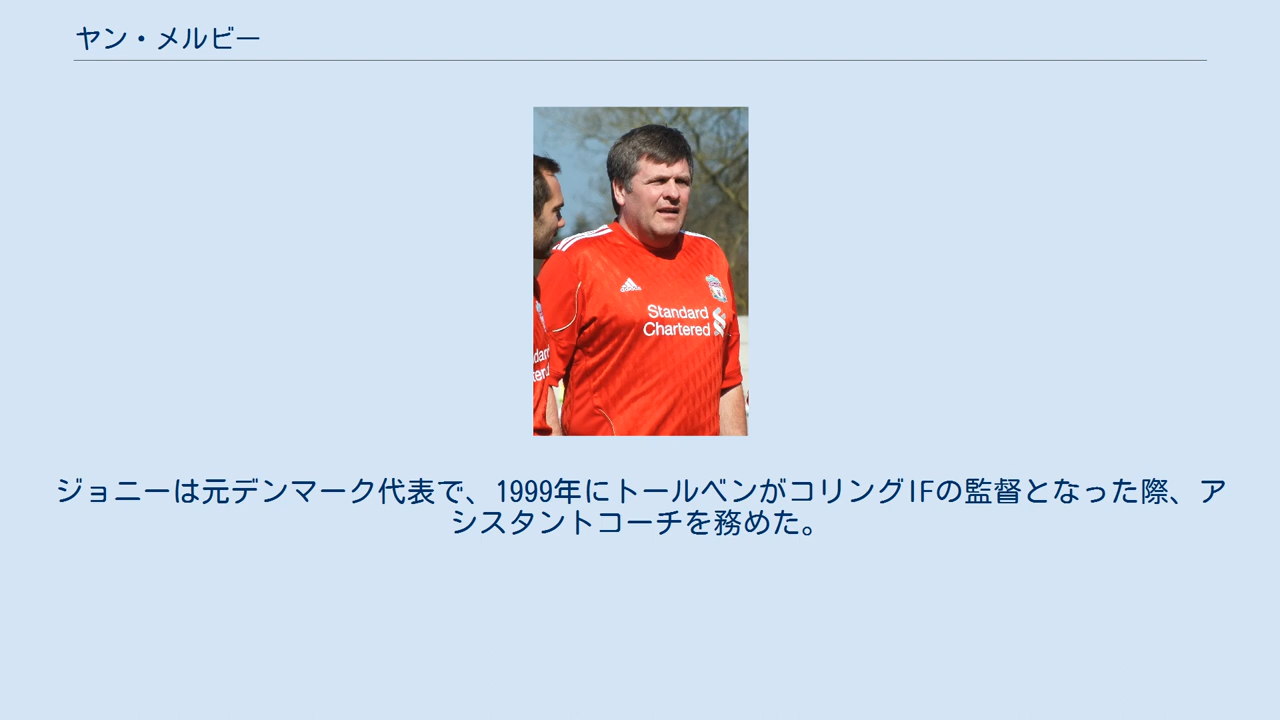 ヤン・メルビー
Standard
Chartered
dar
ter
ジョニーは元デンマーク代表で、1999年にトールベンがコリングIFの監督となった際、ア
シスタントコーチを務めた。